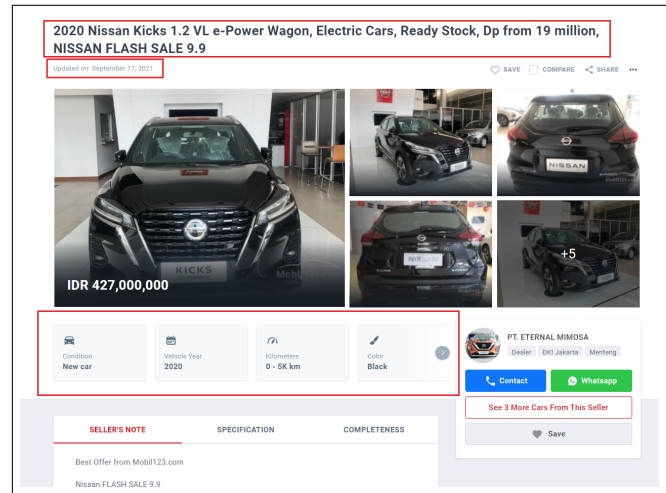 2020 Nissan Kicks 1.2 VL e-Power Wagon, Electric Cars, Ready Stock, Dp from 19 million,
NISSAN FLASH SALE 9.9
Updated on: September 17, 2021
SAVE COMPARE SHARE
KICKS
IDR 427,000,000
NISSAN
NISSAN
+5
Condition
New car
Vehicle Year
2020
Kilometers
0 - 5K km
Color
Black
PT. ETERNAL MIMOSA
Dealer DKI Jakarta Menteng
Contact Whatsapp
See 3 More Cars From This Seller
Save
SELLER'S NOTE SPECIFICATION COMPLETENESS
Best Offer from Mobil123.com
Nissan FLASH SALE 9.9